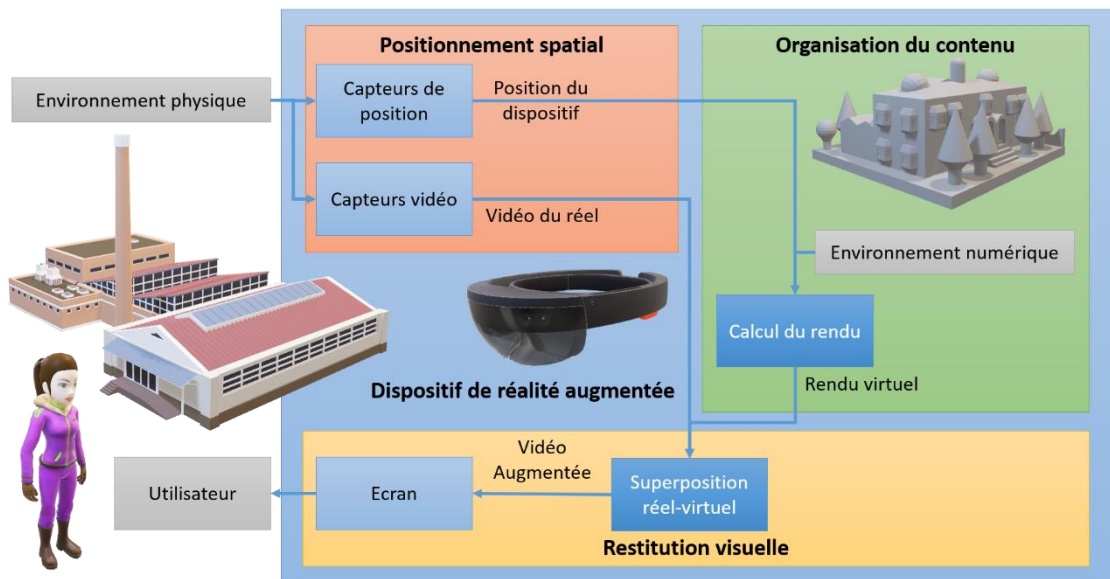 Positionnement spatial
Organisation du contenu
Environnement physique
Capteurs de
position
Position du
dispositif
Capteurs vidéo
Vidéo du réel
Environnement numérique
Calcul du rendu
Rendu virtuel
Dispositif de réalité augmentée
Utilisateur
Ecran
Vidéo
Augmentée
Superposition
réel-virtuel
Restitution visuelle